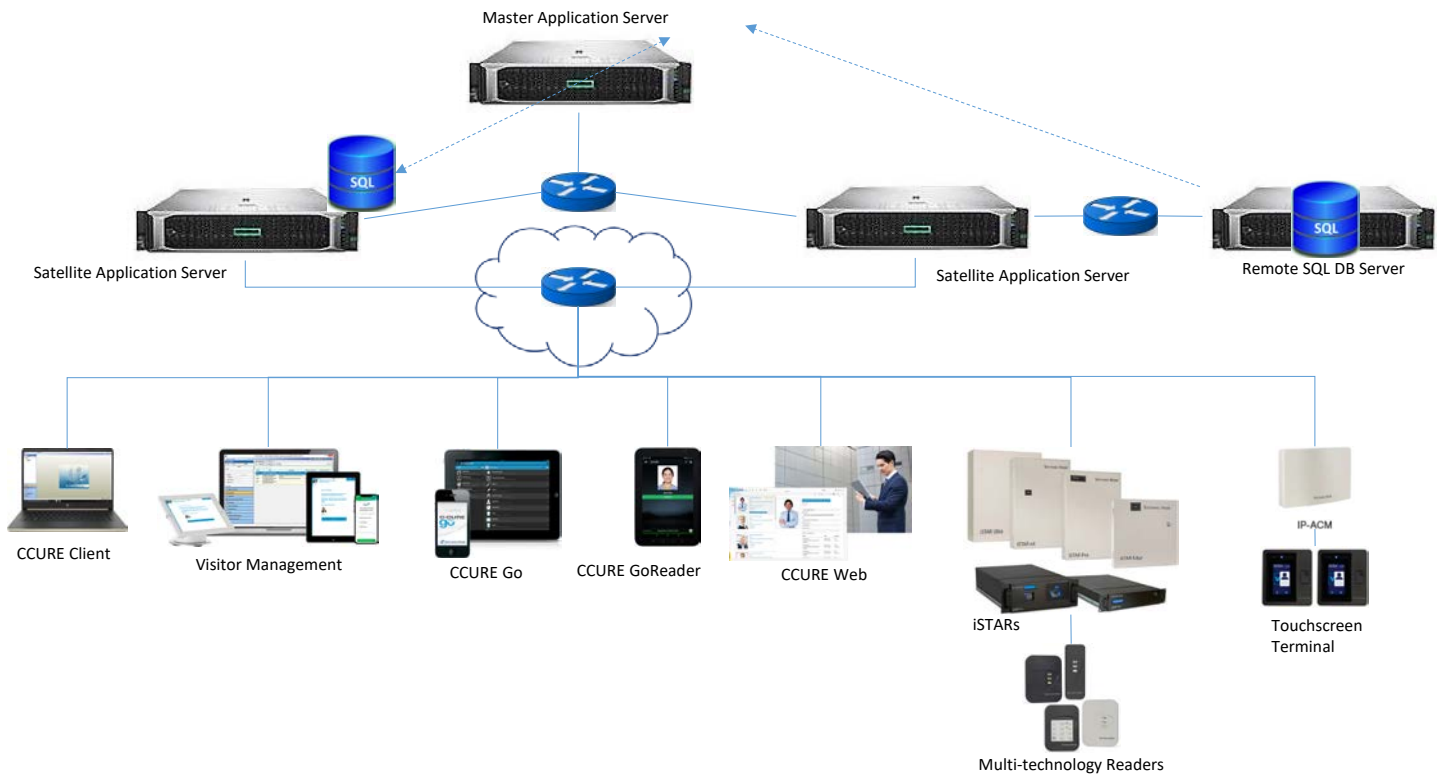 Master Application Server
SQL
Satellite Application Server
Satellite Application Server
SQL
Remote SQL DB Server
CCURE Client
Visitor Management
CCURE Go
CCURE GoReader
CCURE Web
iSTARs
IP-ACM
Touchscreen
Terminal
Multi-technology Readers